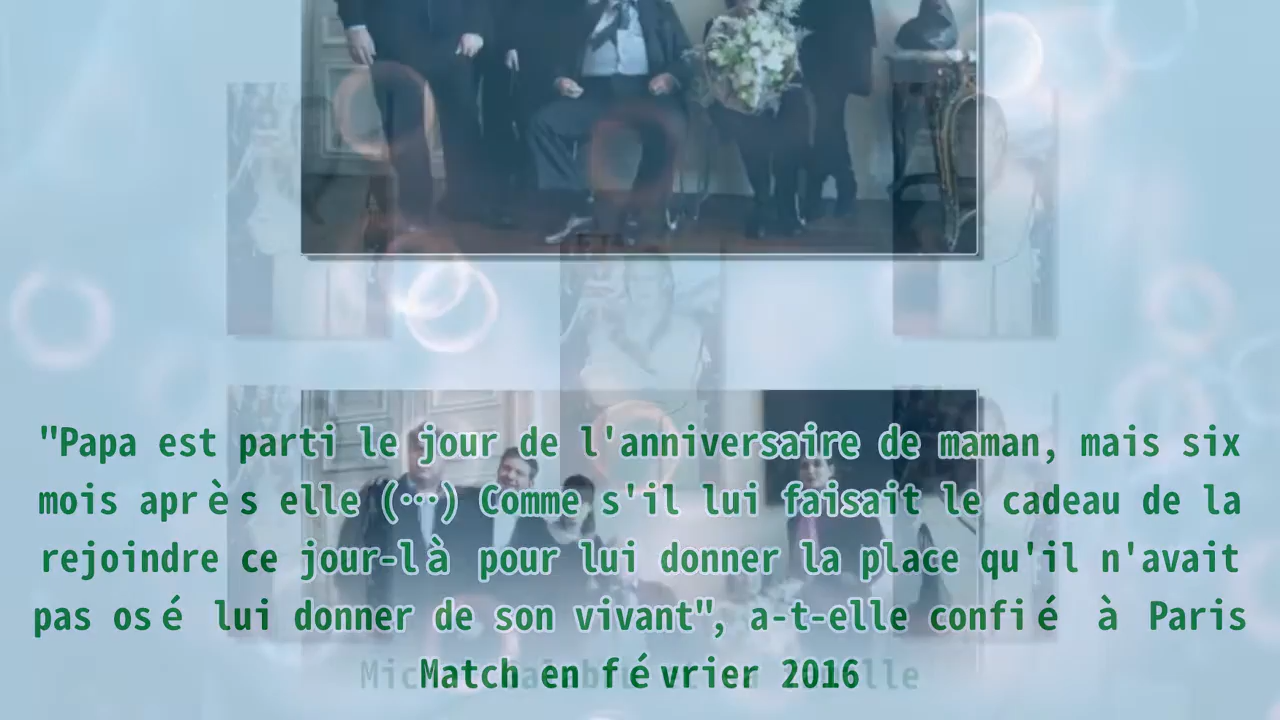 "Papa est parti le jour de l'anniversaire de maman, mais six
mois après elle (…) Comme s'il lui faisait le cadeau de la
rejoindre ce jour-là pour lui donner la place qu'il n'avait
pas osé lui donner de son vivant", a-t-elle confié à Paris
Match en février 2016